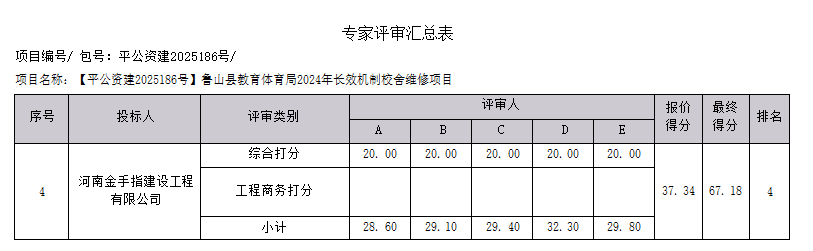 专家评审汇总表
项目编号/ 包号: 平公资建2025186号/
项目名称: 【平公资建2025186号】鲁山县教育体育局2024年长效机制校舍维修项目
序号 投标人 评审类别 评审人 报价得分 最终得分 排名
A B C D E
4 河南金手指建设工程有限公司 综合打分 20.00 20.00 20.00 20.00 20.00 37.34 67.18 4
工程商务打分
小计 28.60 29.10 29.40 32.30 29.80